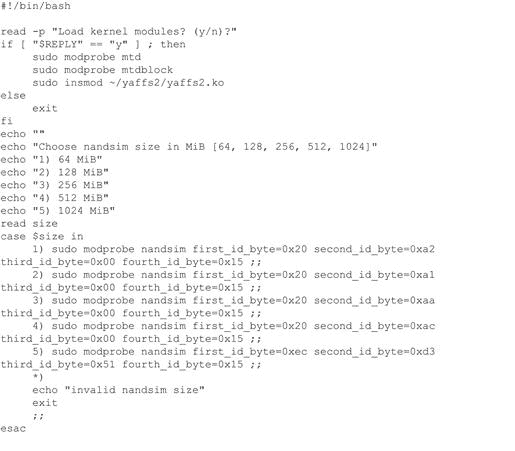 #!/bin/bash
read -p "Load kernel modules? (y/n)?"
if [ "$REPLY" == "y" ] ; then
sudo modprobe mtd
sudo modprobe mtdblock
sudo insmod ~/yaffs2/yaffs2.ko
else
exit
fi
echo ""
echo "Choose nandsim size in MiB [64, 128, 256, 512, 1024]"
echo "1) 64 MiB"
echo "2) 128 MiB"
echo "3) 256 MiB"
echo "4) 512 MiB"
echo "5) 1024 MiB"
read size
case $size in
1) sudo modprobe nandsim first_id_byte=0x20 second_id_byte=0xa2
third_id_byte=0x00 fourth_id_byte=0x15 ;;
2) sudo modprobe nandsim first_id_byte=0x20 second_id_byte=0xa1
third_id_byte=0x00 fourth_id_byte=0x15 ;;
3) sudo modprobe nandsim first_id_byte=0x20 second_id_byte=0xaa
third_id_byte=0x00 fourth_id_byte=0x15 ;;
4) sudo modprobe nandsim first_id_byte=0x20 second_id_byte=0xac
third_id_byte=0x00 fourth_id_byte=0x15 ;;
5) sudo modprobe nandsim first_id_byte=0xec second_id_byte=0xd3
third_id_byte=0x51 fourth_id_byte=0x15 ;;
*)
echo "invalid nandsim size"
exit
;;
esac